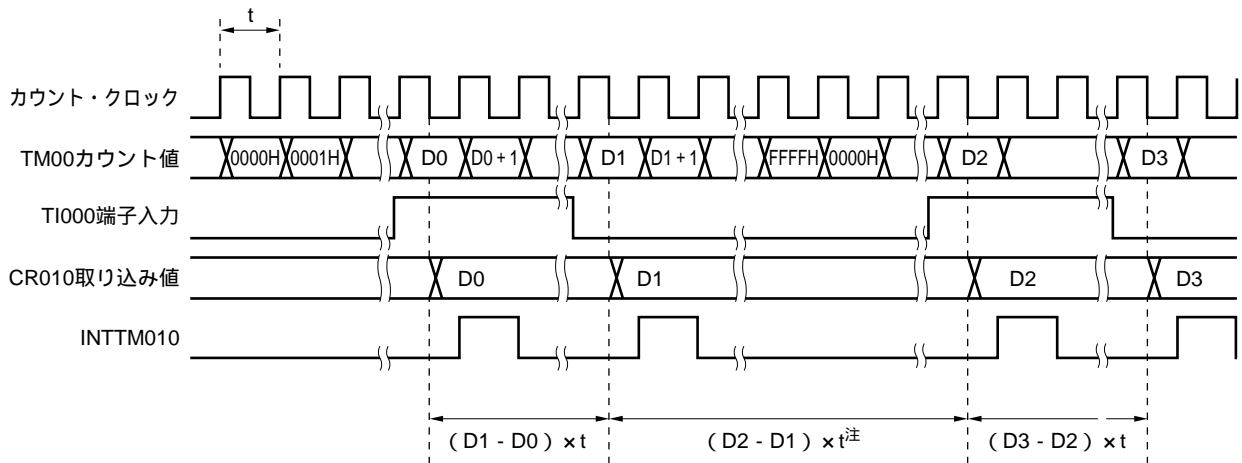 t
カウント・クロック
TM00カウント値
0000H 0001H D0 D0 + 1 D1 D1 + 1 FFFFH 0000H D2 D3
TI000端子入力
CR010取り込み値
D0 D1 D2 D3
INTTM010
（D1 - D0）×t （D2 - D1）×t注 （D3 - D2）×t